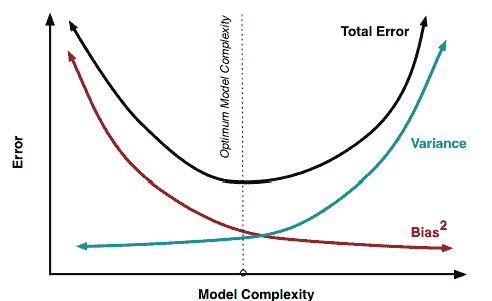 Total Error
Optimum Model Complexity
Variance
Error
Bias²
Model Complexity